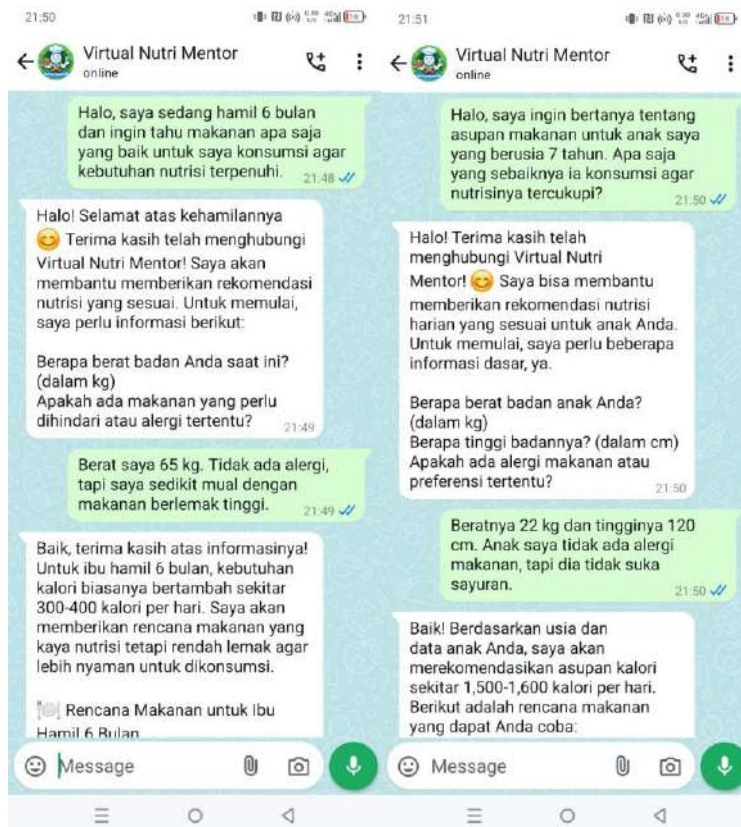 21:50
Virtual Nutri Mentor
online
Halo, saya sedang hamil 6 bulan
dan ingin tahu makanan apa saja
yang baik untuk saya konsumsi agar
kebutuhan nutrisi terpenuhi.
21:48
Halo! Selamat atas kehamilannya
😊 Terima kasih telah menghubungi
Virtual Nutri Mentor! Saya akan
membantu memberikan rekomendasi
nutrisi yang sesuai. Untuk memulai,
saya perlu informasi berikut:
Berapa berat badan Anda saat ini?
(dalam kg)
Apakah ada makanan yang perlu
dihindari atau alergi tertentu?
21:49
Berat saya 65 kg. Tidak ada alergi,
tapi saya sedikit mual dengan
makanan berlemak tinggi.
21:49
Baik, terima kasih atas informasinya!
Untuk ibu hamil 6 bulan, kebutuhan
kalori biasanya bertambah sekitar
300-400 kalori per hari. Saya akan
memberikan rencana makanan yang
kaya nutrisi tetapi rendah lemak agar
lebih nyaman untuk dikonsumsi.
🍽️ Rencana Makanan untuk Ibu
Hamil 6 Bulan
Message
21:51
Virtual Nutri Mentor
online
Halo, saya ingin bertanya tentang
asupan makanan untuk anak saya
yang berusia 7 tahun. Apa saja
yang sebaiknya ia konsumsi agar
nutrisinya tercukupi?
21:50
Halo! Terima kasih telah
menghubungi Virtual Nutri
Mentor! 😊 Saya bisa membantu
memberikan rekomendasi nutrisi
harian yang sesuai untuk anak Anda.
Untuk memulai, saya perlu beberapa
informasi dasar, ya.
Berapa berat badan anak Anda?
(dalam kg)
Berapa tinggi badannya? (dalam cm)
Apakah ada alergi makanan atau
preferensi tertentu?
21:50
Beratnya 22 kg dan tingginya 120
cm. Anak saya tidak ada alergi
makanan, tapi dia tidak suka
sayuran.
21:50
Baik! Berdasarkan usia dan
data anak Anda, saya akan
merekomendasikan asupan kalori
sekitar 1,500-1,600 kalori per hari.
Berikut adalah rencana makanan
yang dapat Anda coba:
Message